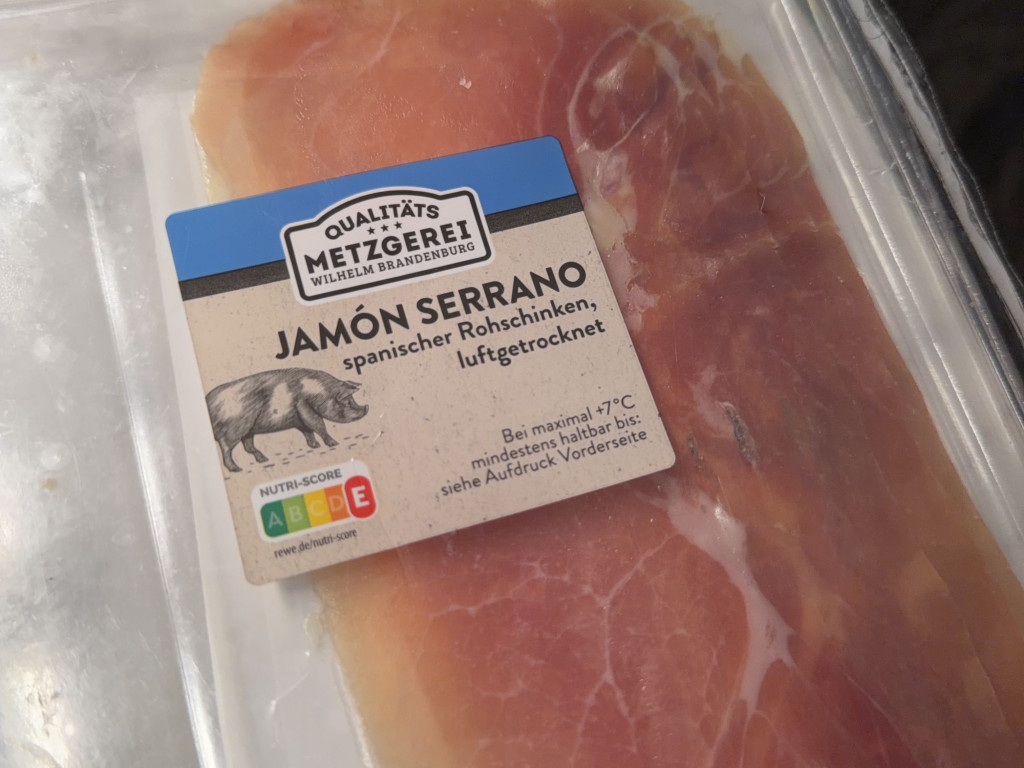 QUALITÄTS
METZGEREI
WILHELM BRANDENBURG
JAMÓN SERRANO
spanischer Rohschinken,
luftgetrocknet
Bei maximal +7°C
mindestens haltbar bis:
siehe Aufdruck Vorderseite
NUTRI-SCORE
A B C D E
rewe.de/nutri-score